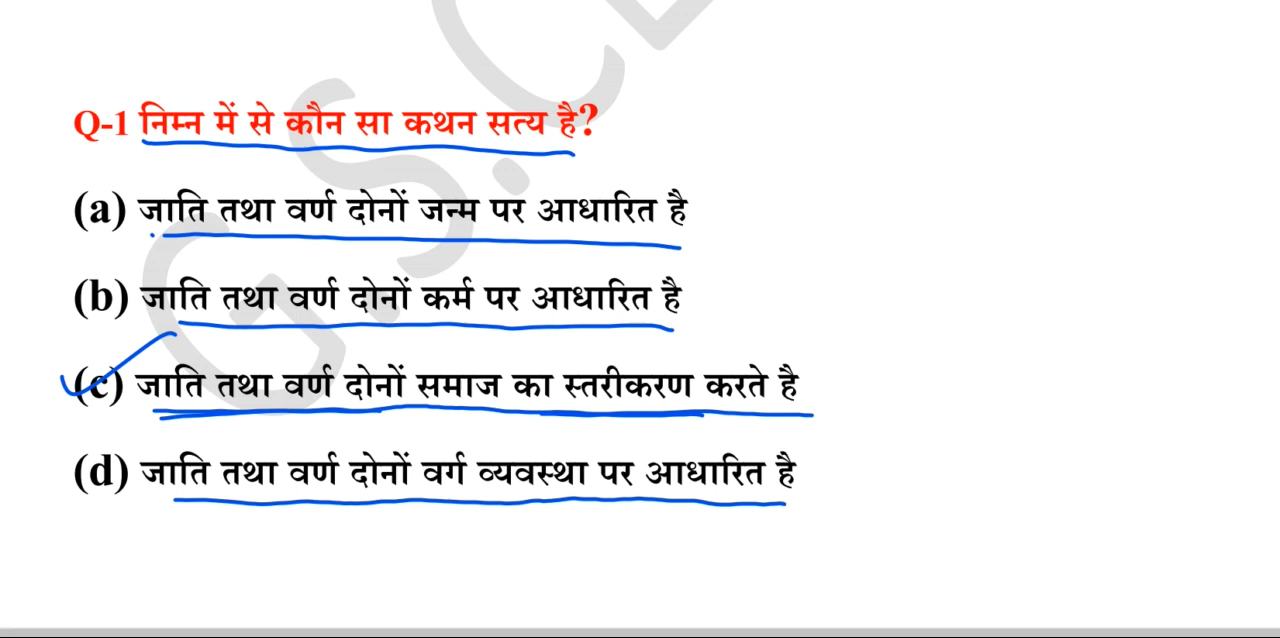 Q-1 निम्न में से कौन सा कथन सत्य है?
(a) जाति तथा वर्ण दोनों जन्म पर आधारित है
(b) जाति तथा वर्ण दोनों कर्म पर आधारित है
(c) जाति तथा वर्ण दोनों समाज का स्तरीकरण करते है
(d) जाति तथा वर्ण दोनों वर्ग व्यवस्था पर आधारित है